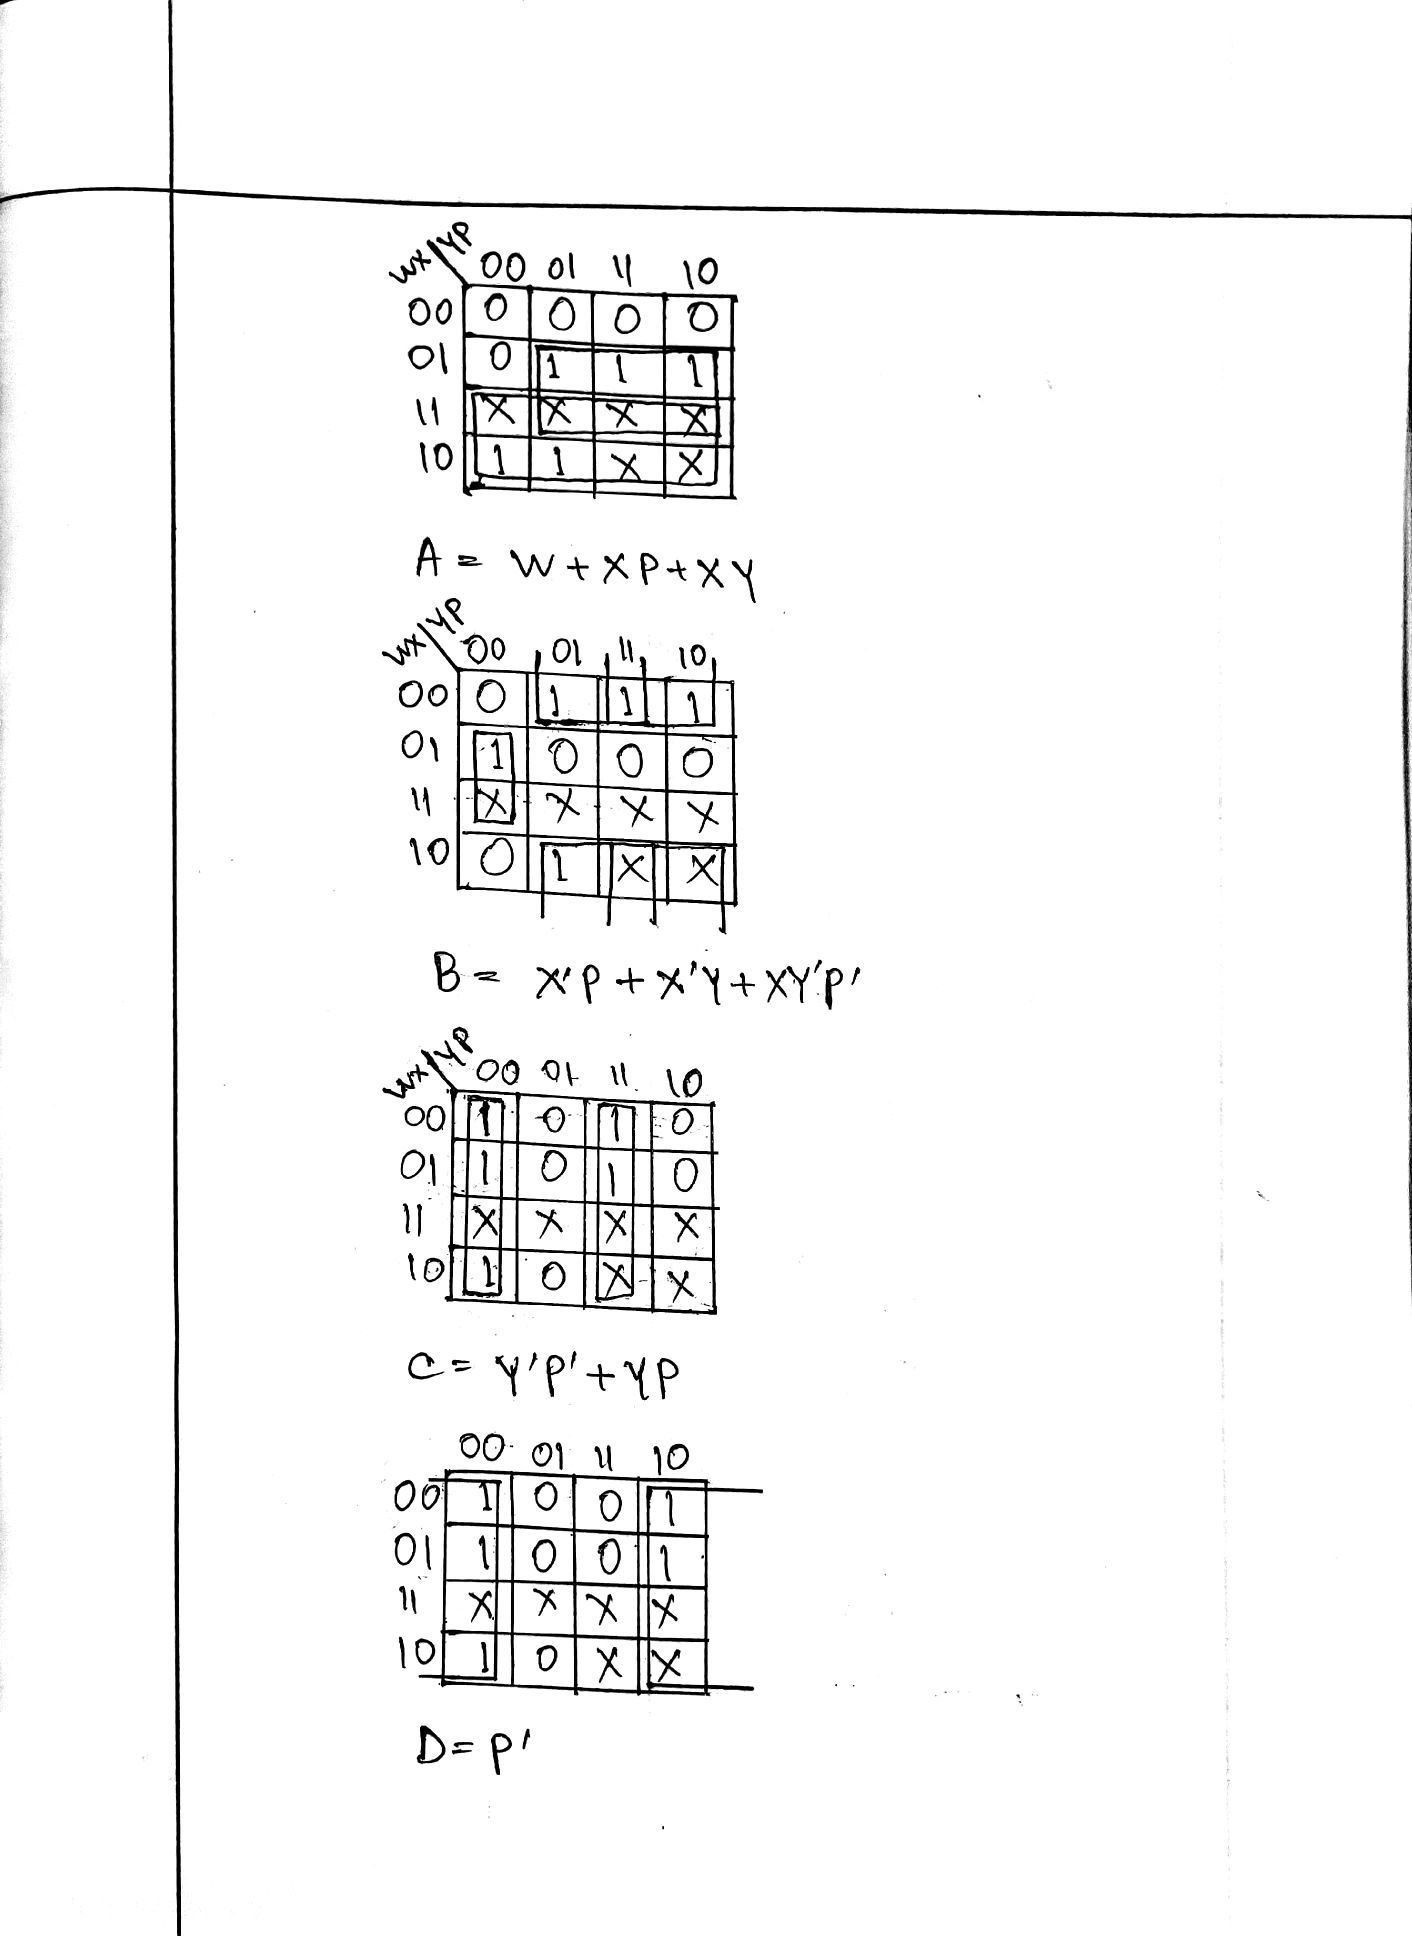 WX/YP 00 01 11 10
00 0 0 0 0
01 0 1 1 1
11 X X X X
10 1 1 X X
A = W + XP + XY
WX/YP 00 01 11 10
00 0 1 1 1
01 1 0 0 0
11 X X X X
10 0 1 X X
B = X'P + X'Y + XY'P'
WX/YP 00 01 11 10
00 1 0 1 0
01 1 0 1 0
11 X X X X
10 1 0 X X
C = Y'P' + YP
00 01 11 10
00 1 0 0 1
01 1 0 0 1
11 X X X X
10 1 0 X X
D = P'